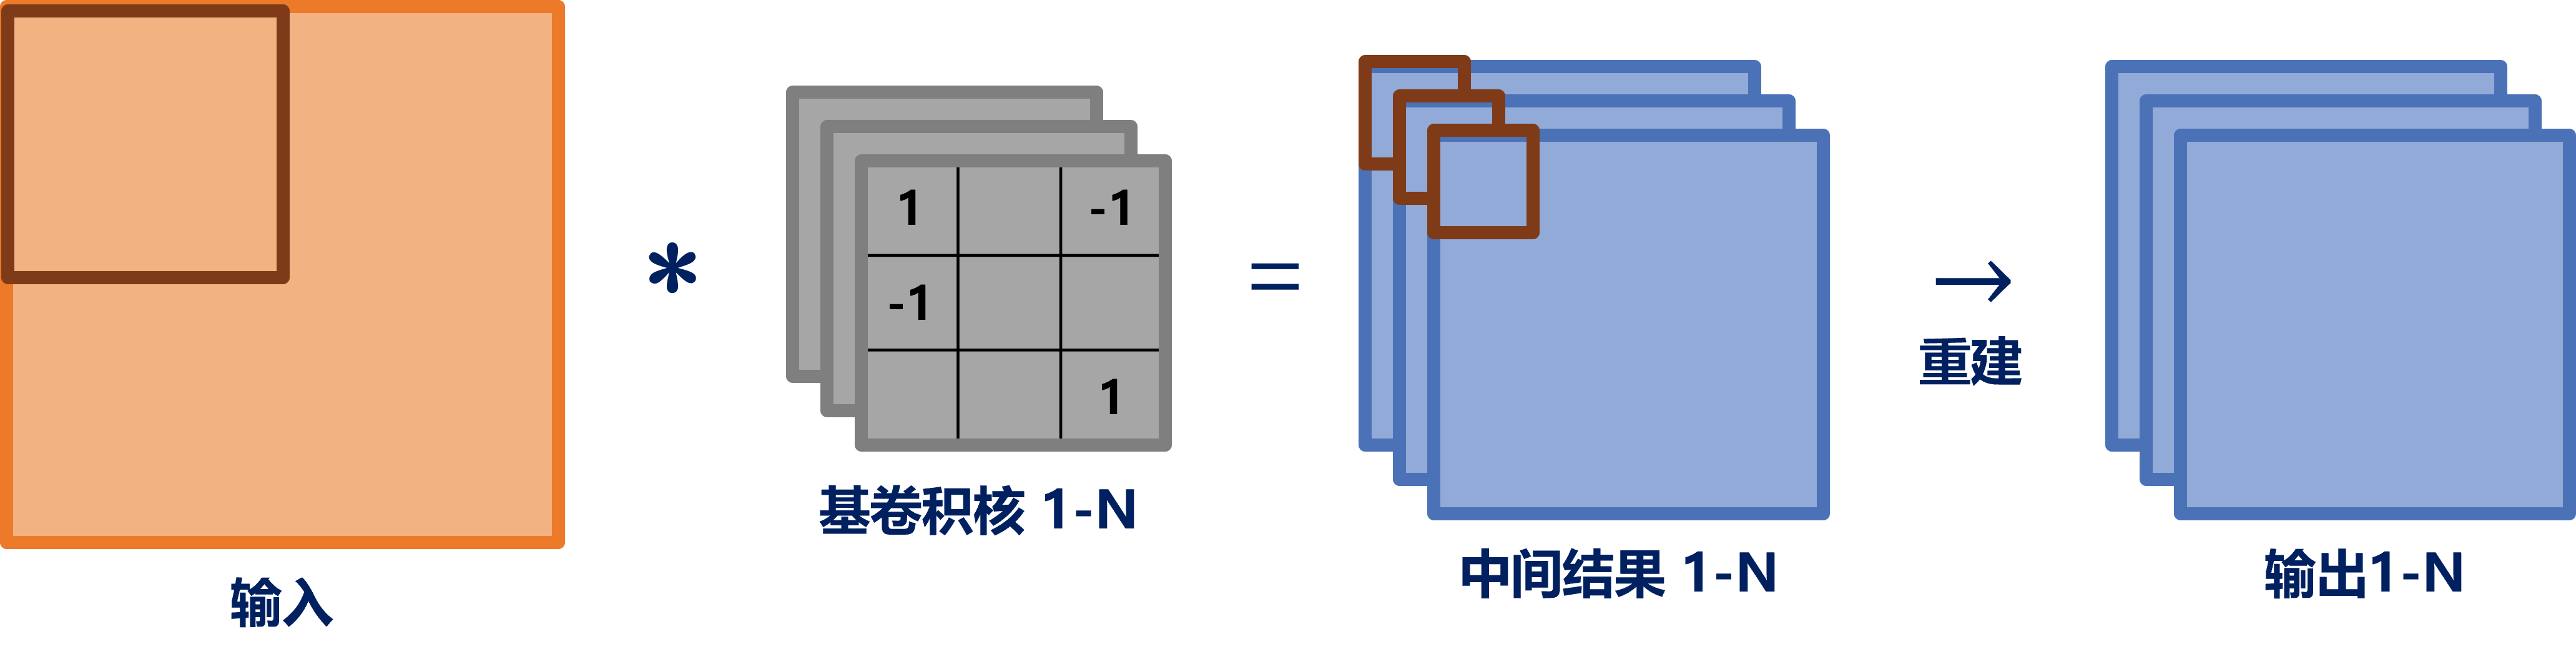 1 -1
-1
1
*
=
→
重建
输入
基卷积核 1-N
中间结果 1-N
输出1-N